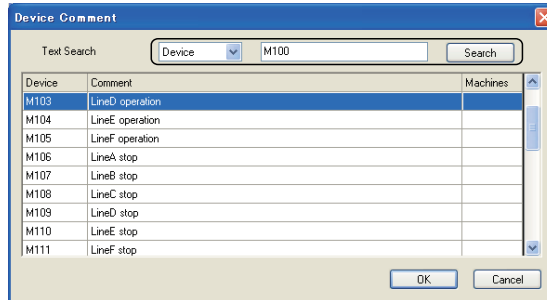 Device Comment
Text Search Device M100 Search
Device Comment Machines
M103 LineD operation
M104 LineE operation
M105 LineF operation
M106 LineA stop
M107 LineB stop
M108 LineC stop
M109 LineD stop
M110 LineE stop
M111 LineF stop
OK Cancel